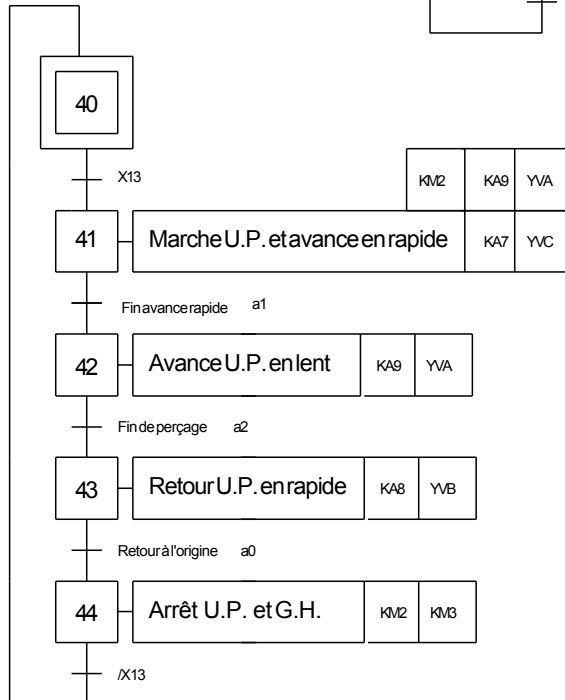 40
X13
KM2 KA9 YVA
41 Marche U.P. et avance en rapide KA7 YVC
Fin avance rapide a1
42 Avance U.P. en lent KA9 YVA
Fin de perçage a2
43 Retour U.P. en rapide KA8 YVB
Retour à l'origine a0
44 Arrêt U.P. et G.H. KM2 KM3
/X13